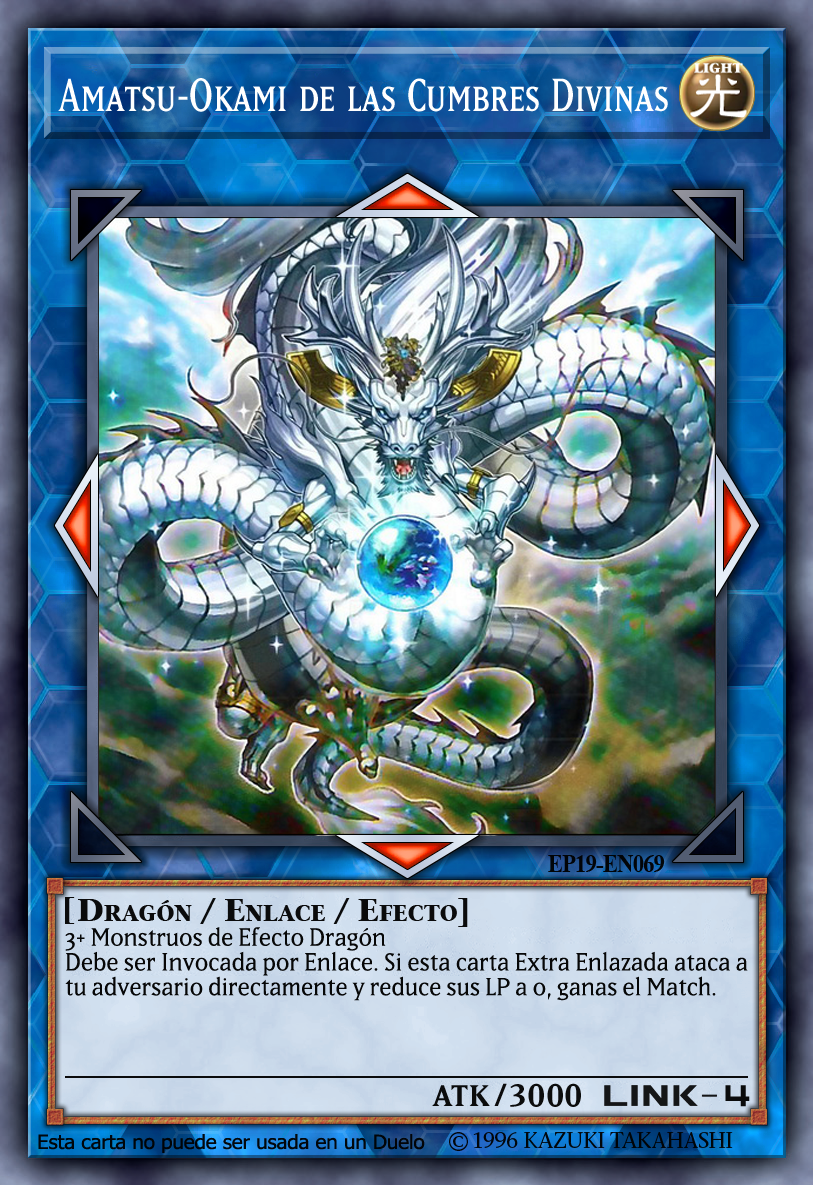 Amatsu-Okami de las Cumbres Divinas
LIGHT
光
EP19-EN069
[Dragón / Enlace / Efecto]
3+ Monstruos de Efecto Dragón
Debe ser Invocada por Enlace. Si esta carta Extra Enlazada ataca a
tu adversario directamente y reduce sus LP a 0, ganas el Match.
ATK/3000 LINK-4
Esta carta no puede ser usada en un Duelo ©1996 KAZUKI TAKAHASHI